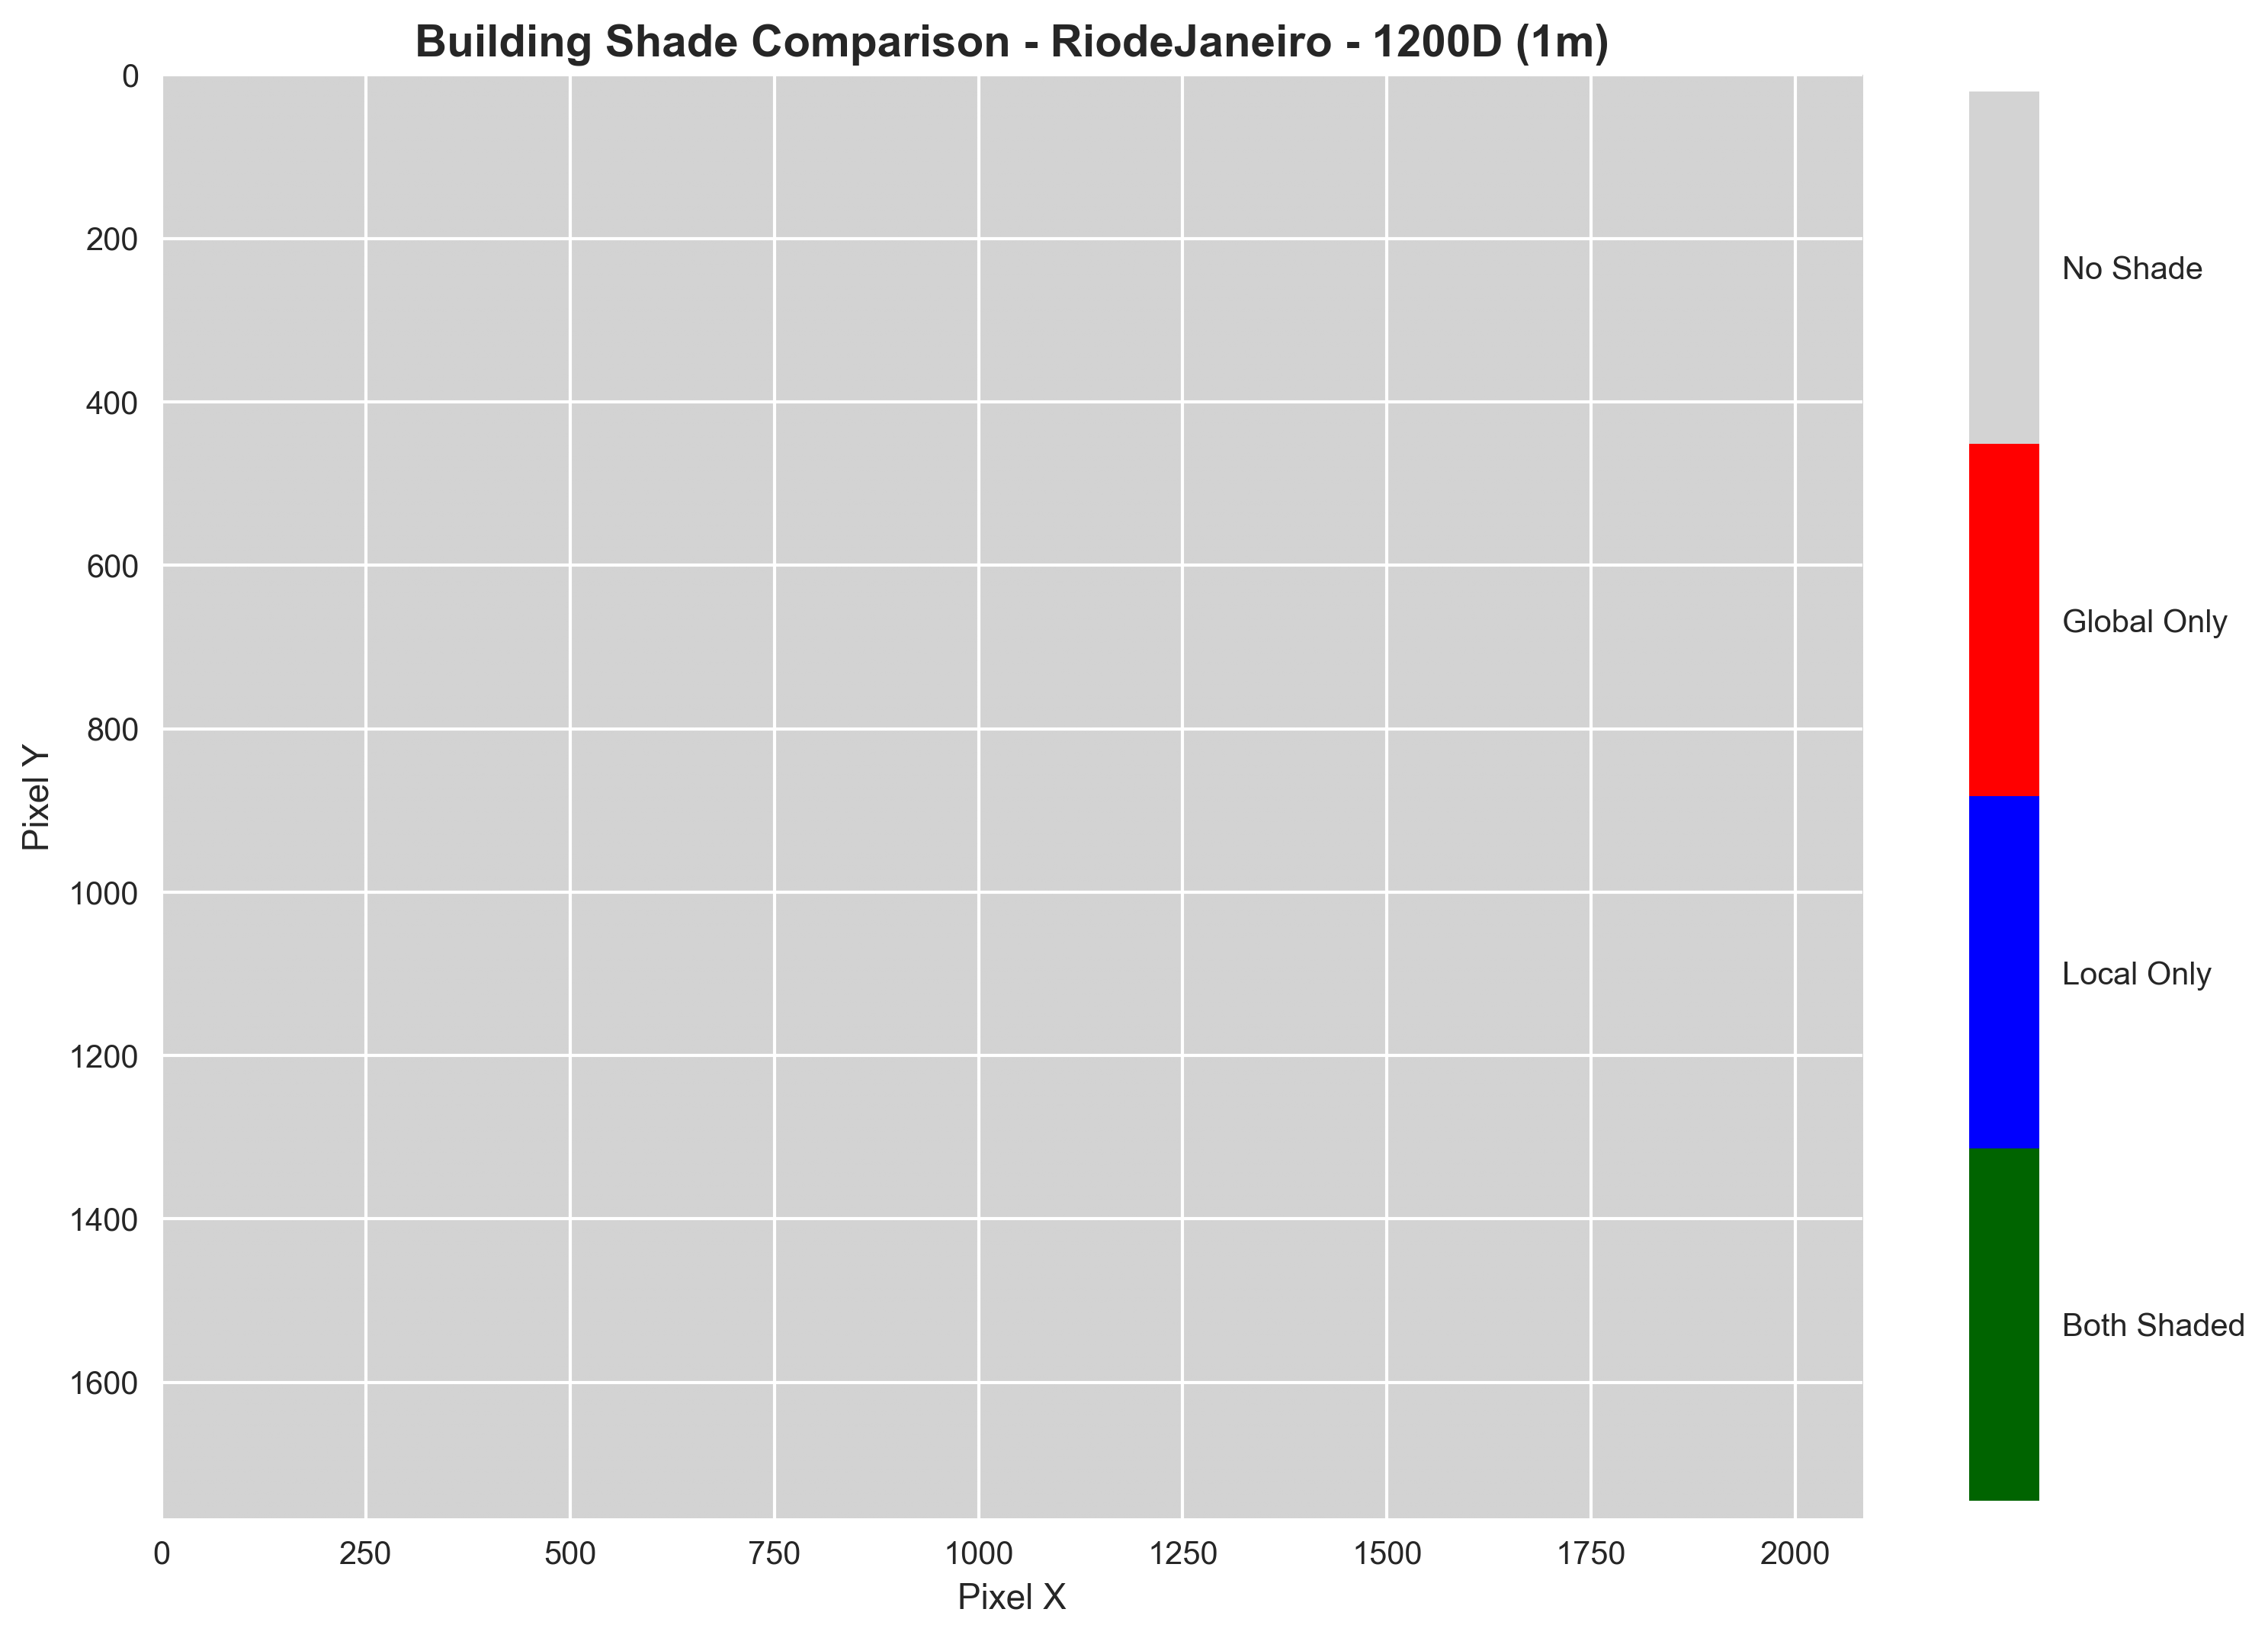 Building Shade Comparison - RiodeJaneiro - 1200D (1m)
0
200
400
600
800
1000
1200
1400
1600
Pixel Y
0 250 500 750 1000 1250 1500 1750 2000
Pixel X
No Shade
Global Only
Local Only
Both Shaded